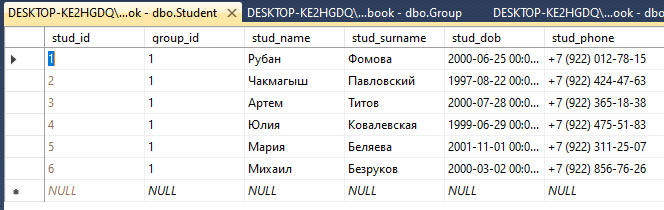 DESKTOP-KE2HGDQ\...ok - dbo.Student DESKTOP-KE2HGDQ\...book - dbo.Group DESKTOP-KE2HGDQ\...ook - dbo
stud_id group_id stud_name stud_surname stud_dob stud_phone
1 1 Рубан Фомова 2000-06-25 00:0... +7 (922) 012-78-15
2 1 Чакмагыш Павловский 1997-08-22 00:0... +7 (922) 424-47-63
3 1 Артем Титов 2000-07-28 00:0... +7 (922) 365-18-38
4 1 Юлия Ковалевская 1999-06-29 00:0... +7 (922) 475-51-83
5 1 Мария Беляева 2001-11-01 00:0... +7 (922) 311-25-07
6 1 Михаил Безруков 2000-03-02 00:0... +7 (922) 856-76-26
NULL NULL NULL NULL NULL NULL